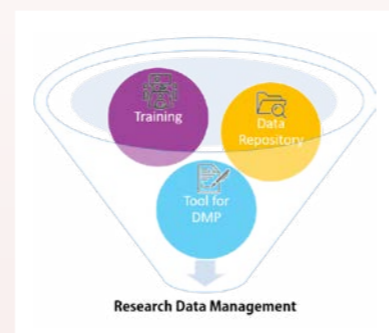 Training
Data
Repository
Tool for
DMP
Research Data Management